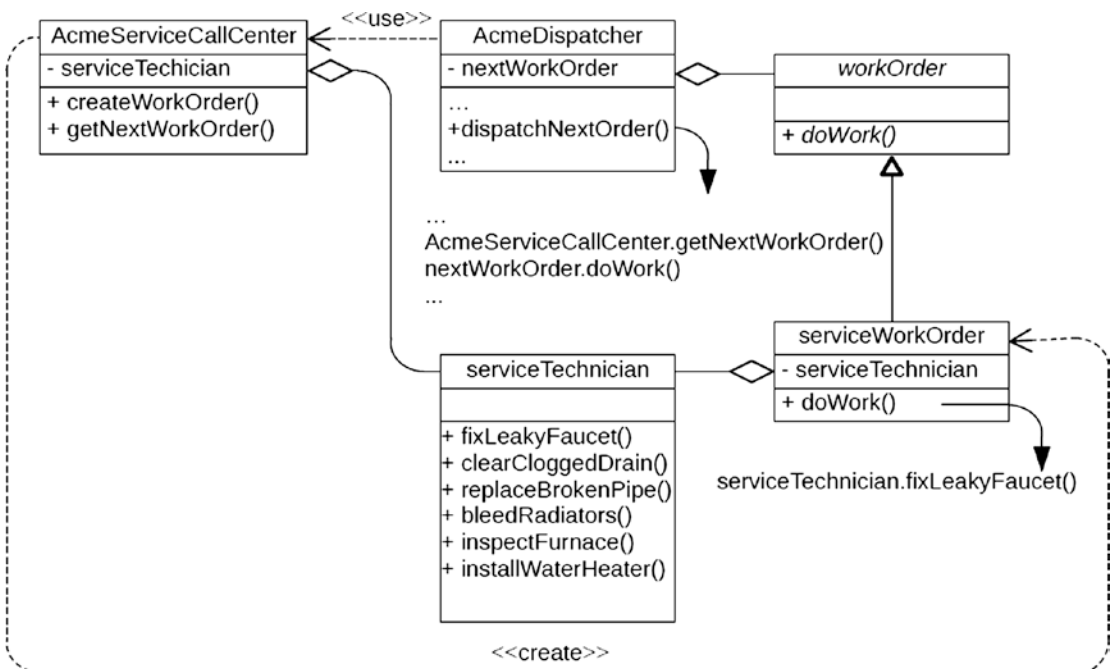 <<use>>
AcmeServiceCallCenter
- serviceTechician
+ createWorkOrder()
+ getNextWorkOrder()
AcmeDispatcher
- nextWorkOrder
...
+dispatchNextOrder()
...
workOrder
+ doWork()
...
AcmeServiceCallCenter.getNextWorkOrder()
nextWorkOrder.doWork()
...
serviceTechnician
+ fixLeakyFaucet()
+ clearCloggedDrain()
+ replaceBrokenPipe()
+ bleedRadiators()
+ inspectFurnace()
+ installWaterHeater()
serviceWorkOrder
- serviceTechnician
+ doWork()
serviceTechnician.fixLeakyFaucet()
<<create>>